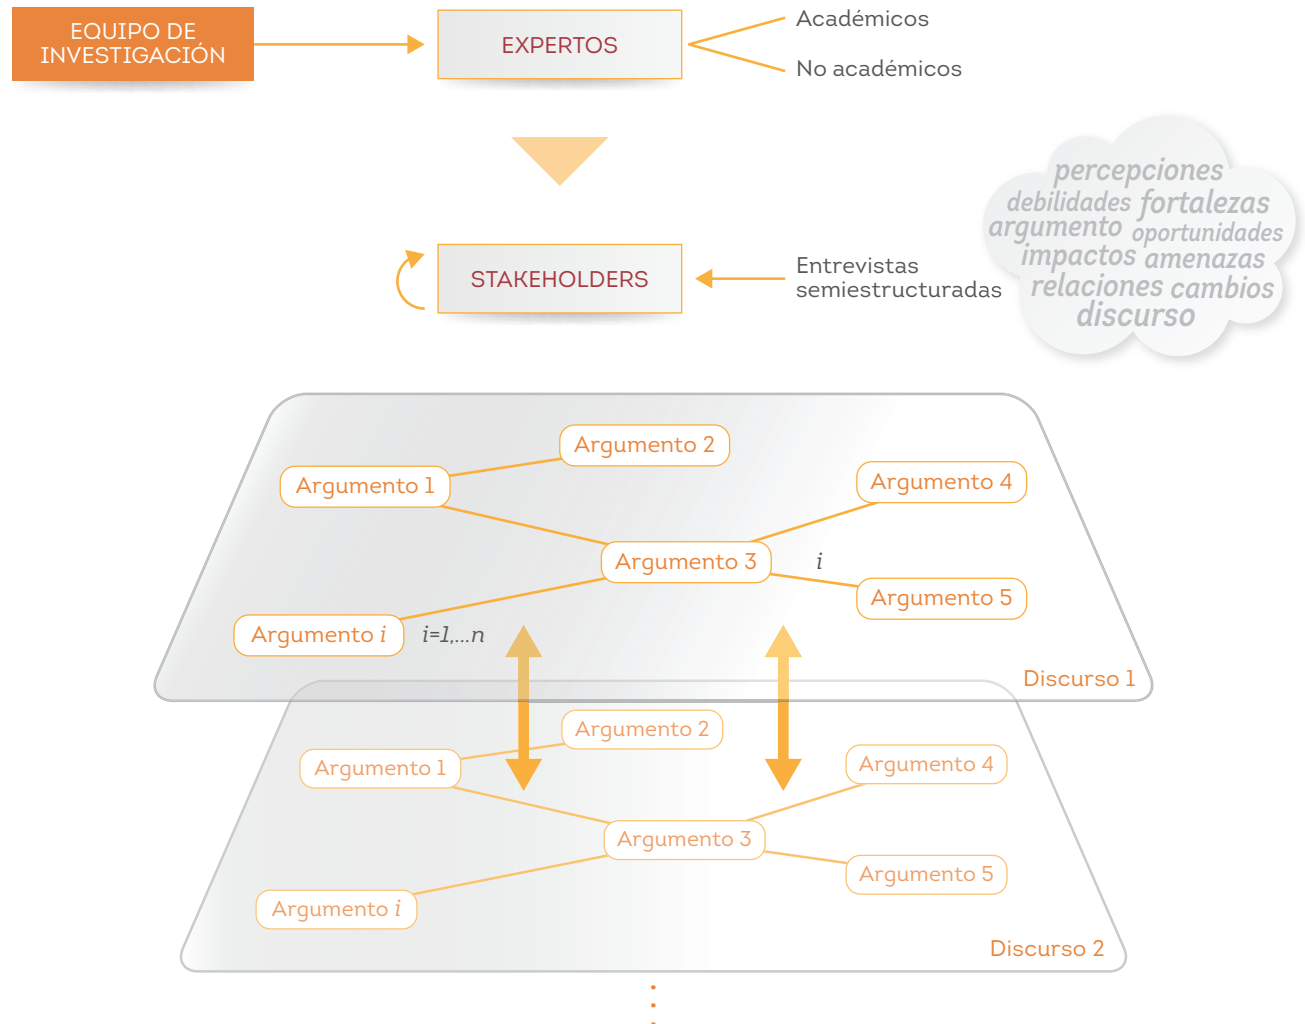 EQUIPO DE
INVESTIGACIÓN
EXPERTOS
Académicos
No académicos
percepciones
debilidades fortalezas
argumento oportunidades
impactos amenazas
relaciones cambios
discurso
STAKEHOLDERS
Entrevistas
semiestructuradas
Argumento 2
Argumento 1
Argumento 4
Argumento 3
i
Argumento 5
Argumento i
i=1,...n
Discurso 1
Argumento 2
Argumento 1
Argumento 4
Argumento 3
Argumento 5
Argumento i
Discurso 2